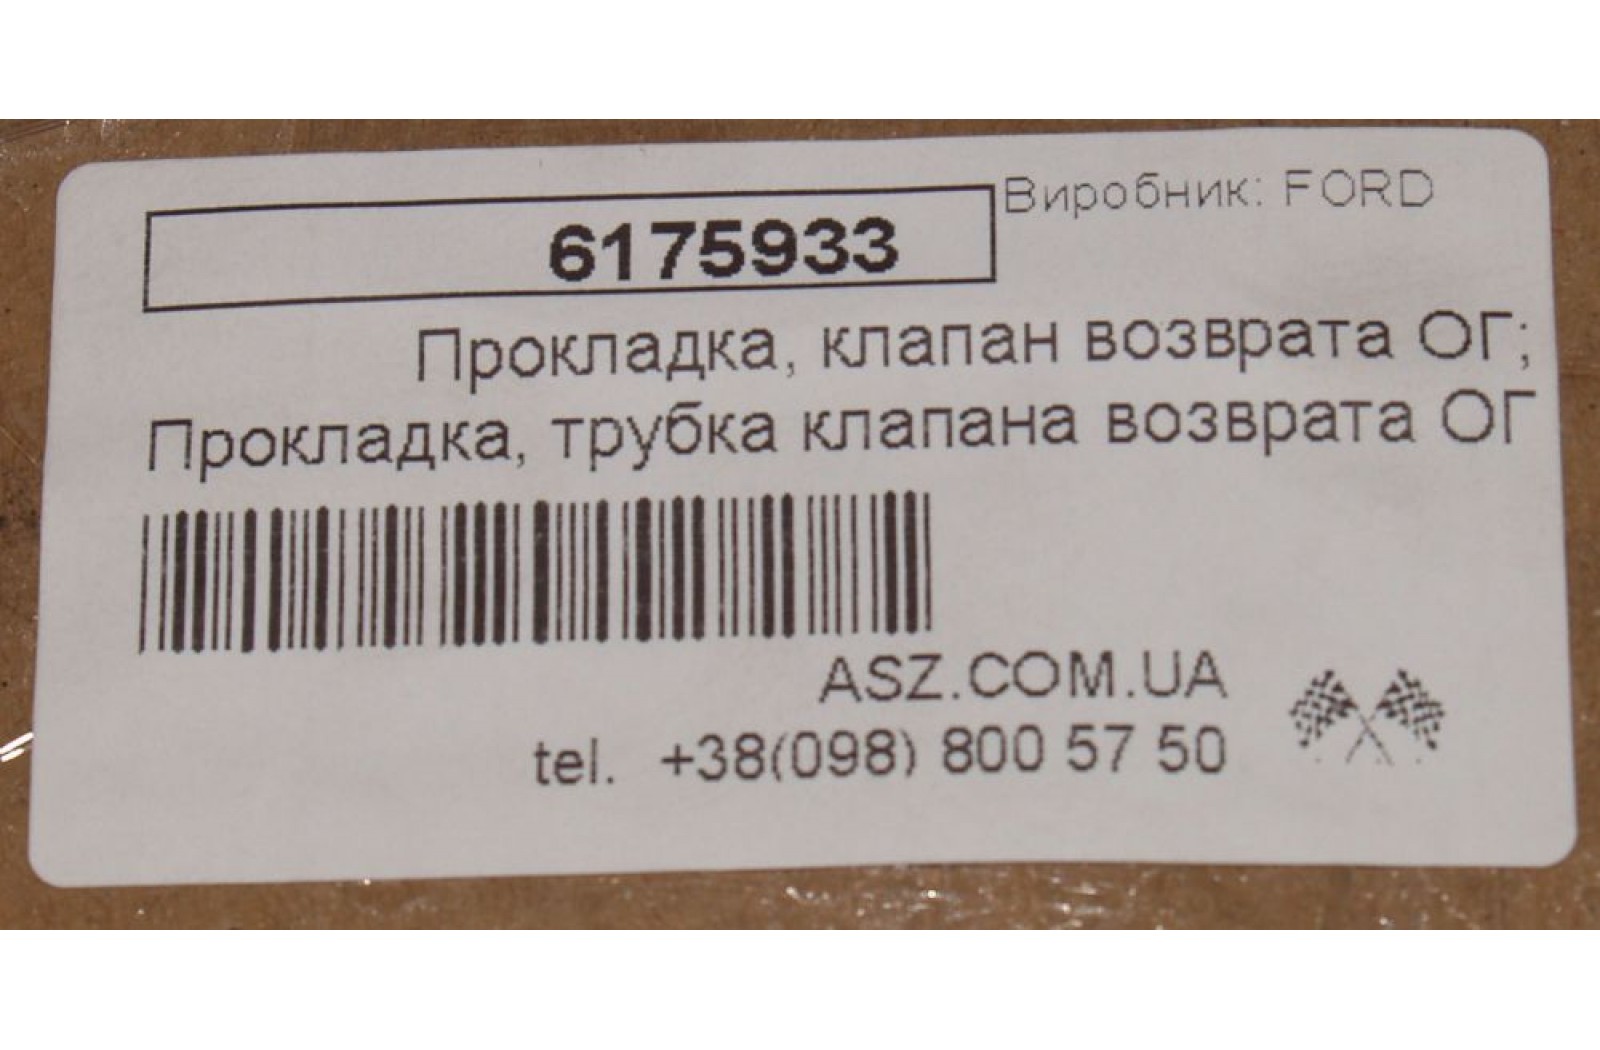 6175933
Виробник: FORD
Прокладка, клапан возврата ОГ;
Прокладка, трубка клапана возврата ОГ
ASZ.COM.UA
tel. +38(098) 800 57 50